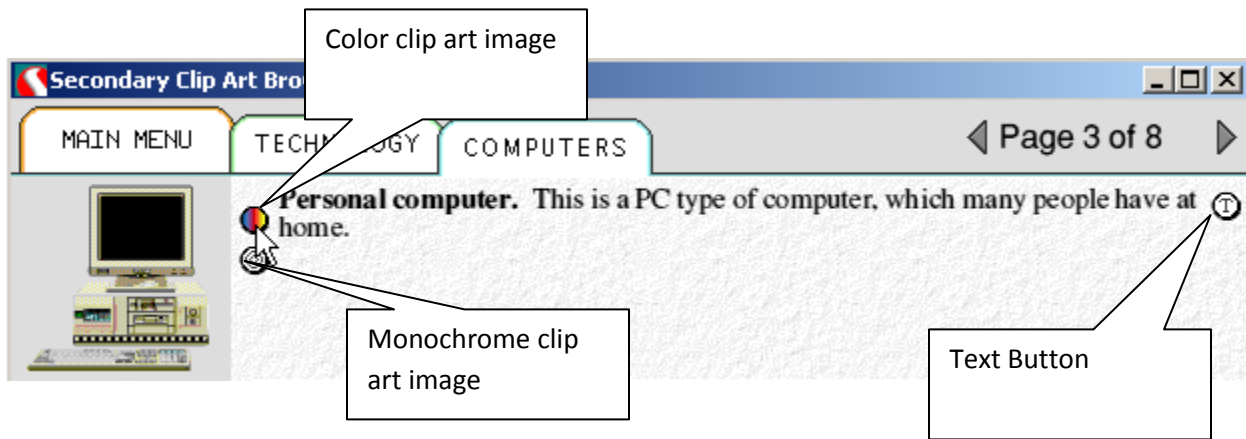 Color clip art image
Secondary Clip Art Bro
MAIN MENU
TECH OGY
COMPUTERS
Page 3 of 8
Personal computer. This is a PC type of computer, which many people have at
home.
T
Monochrome clip
art image
Text Button